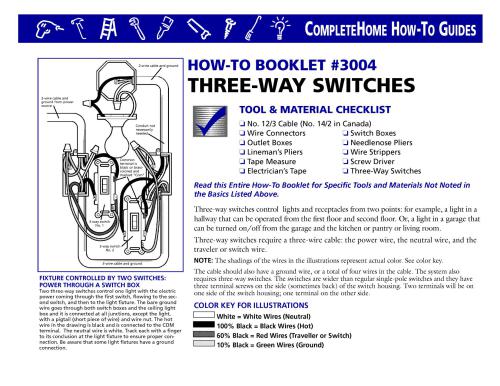 COMPLETEHOME HOW-TO GUIDES
HOW-TO BOOKLET #3004
THREE-WAY SWITCHES
TOOL & MATERIAL CHECKLIST
❏ No. 12/3 Cable (No. 14/2 in Canada)
❏ Wire Connectors ❏ Switch Boxes
❏ Outlet Boxes ❏ Needlenose Pliers
❏ Lineman's Pliers ❏ Wire Strippers
❏ Tape Measure ❏ Screw Driver
❏ Electrician's Tape ❏ Three-Way Switches
Read this Entire How-To Booklet for Specific Tools and Materials Not Noted in
the Basics Listed Above.
Three-way switches control lights and receptacles from two points: for example, a light in a
hallway that can be operated from the first floor and second floor. Or, a light in a garage that
can be turned on/off from the garage and the kitchen or pantry or living room.
Three-way switches require a three-wire cable: the power wire, the neutral wire, and the
traveler or switch wire.
NOTE: The shadings of the wires in the illustrations represent actual color. See color key.
The cable should also have a ground wire, or a total of four wires in the cable. The system also
requires three-way switches. The switches are wider than regular single-pole switches and they have
three terminal screws on the side (sometimes back) of the switch housing. Two terminals will be on
one side of the switch housing; one terminal on the other side.
COLOR KEY FOR ILLUSTRATIONS
White = White Wires (Neutral)
100% Black = Black Wires (Hot)
60% Black = Red Wires (Traveller or Switch)
10% Black = Green Wires (Ground)
2-wire cable and ground
2-wire cable and
ground from power
source
Conduit not
necessarily
needed
Common
terminal is
black or brass
colored and
marked "Com"
3-way switch
No. 1
3-way switch
No. 2
3-wire cable and ground
FIXTURE CONTROLLED BY TWO SWITCHES:
POWER THROUGH A SWITCH BOX
Two three-way switches control one light with the electric
power coming through the first switch, flowing to the sec-
ond switch, and then to the light fixture. The bare ground
wire goes through both switch boxes and the ceiling light
box and it is connected at all junctions, except the light,
with a pigtail (short piece of wire) and wire nut. The hot
wire in the drawing is black and is connected to the COM
terminal. The neutral wire is white. Track each with a finger
to its conclusion at the light fixture to ensure proper con-
nection. Be aware that some light fixtures have a ground
connection.